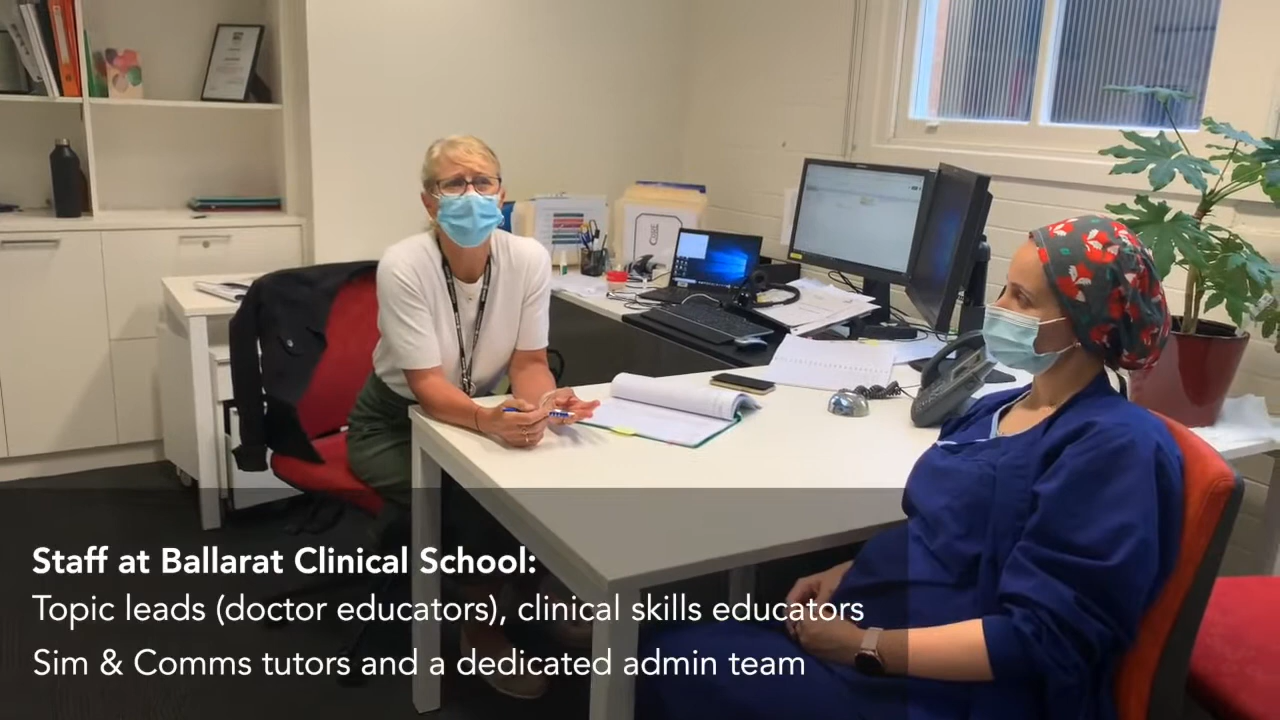 Staff at Ballarat Clinical School:
Topic leads (doctor educators), clinical skills educators
Sim & Comms tutors and a dedicated admin team